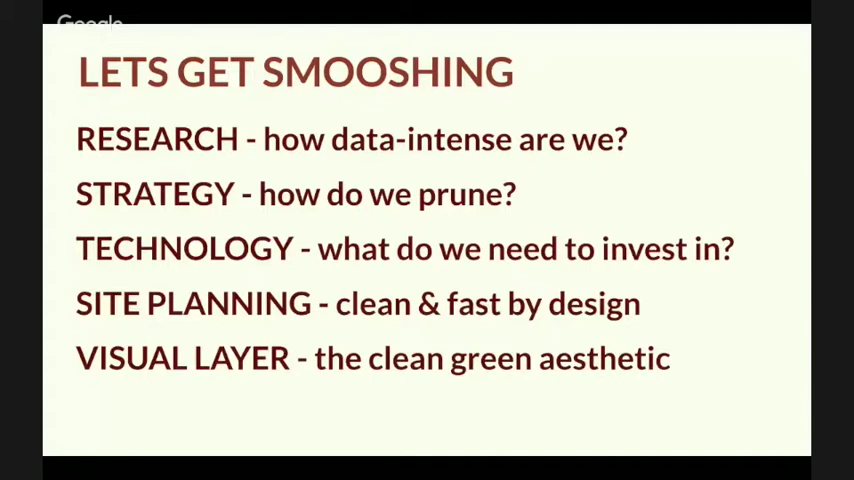 Google
LETS GET SMOOSHING
RESEARCH - how data-intense are we?
STRATEGY - how do we prune?
TECHNOLOGY - what do we need to invest in?
SITE PLANNING - clean & fast by design
VISUAL LAYER - the clean green aesthetic